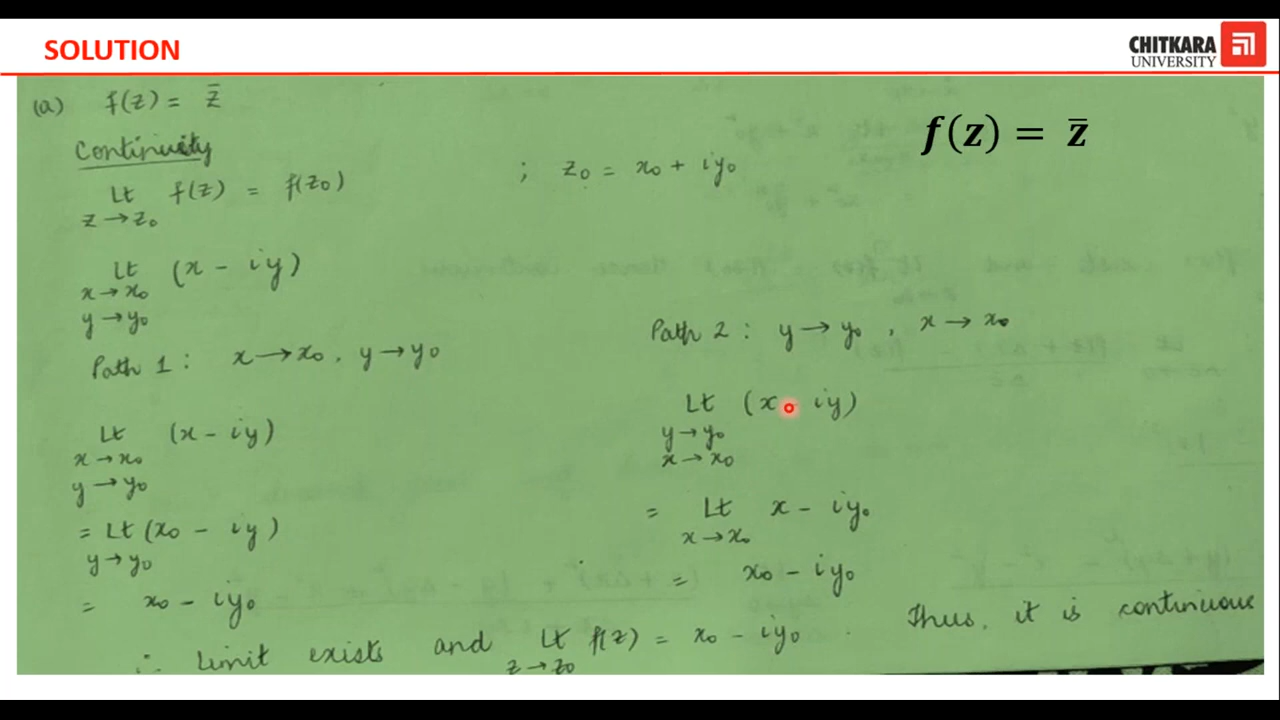 SOLUTION
CHITKARA
UNIVERSITY
(a) f(z) = z̄
f(z) = z̄
Continuity
Lt f(z) = f(z₀) ; z₀ = x₀ + iy₀
z → z₀
Lt (x - iy)
x → x₀
y → y₀
Path 1 : x → x₀, y → y₀
Lt (x - iy)
x → x₀
y → y₀
= Lt (x₀ - iy)
y → y₀
= x₀ - iy₀
Path 2 : y → y₀, x → x₀
Lt (x iy)
y → y₀
x → x₀
= Lt x - iy₀
x → x₀
= x₀ - iy₀
∴ limit exists and Lt f(z) = x₀ - iy₀. Thus, it is continuous
z → z₀